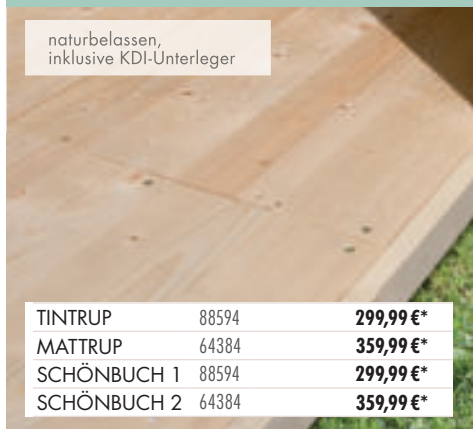 naturbelassen,
inklusive KDI-Unterleger
TINTRUP 88594 299,99 €*
MATTRUP 64384 359,99 €*
SCHÖNBUCH 1 88594 299,99 €*
SCHÖNBUCH 2 64384 359,99 €*